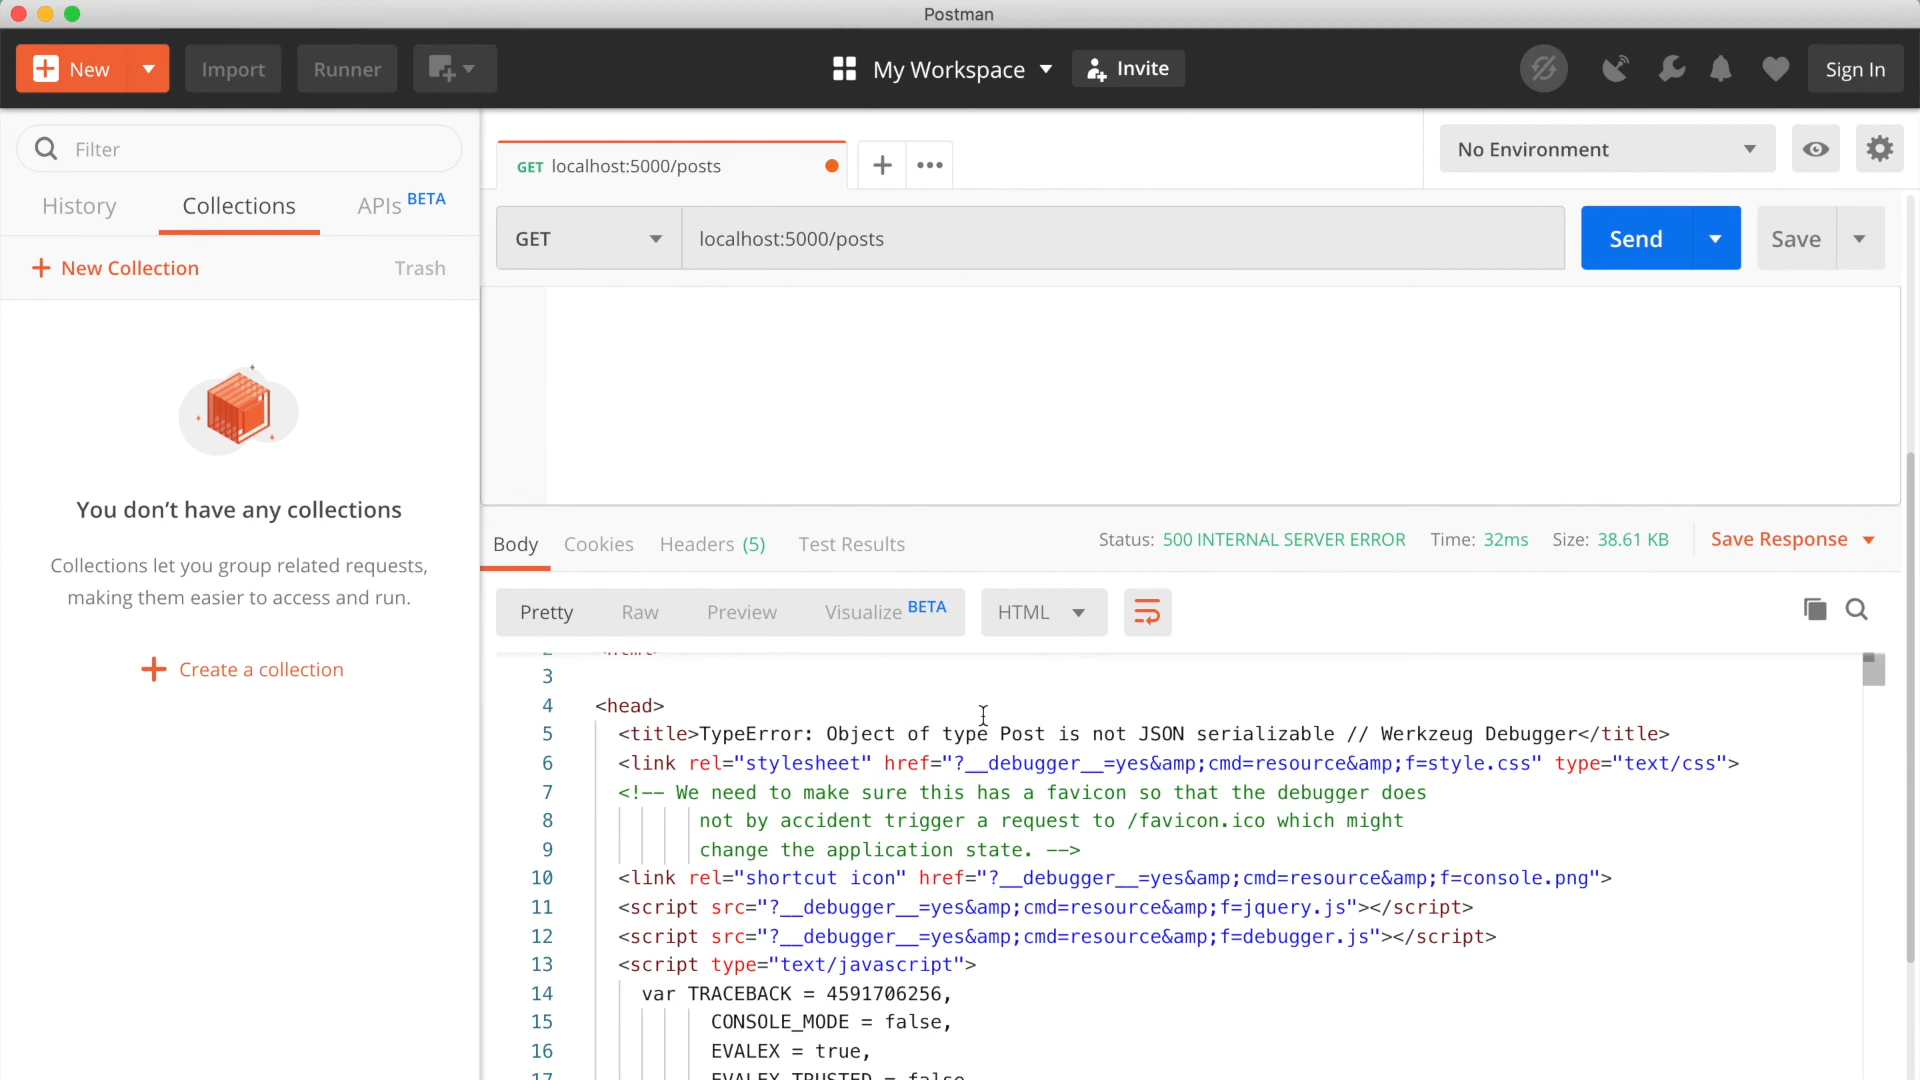 Postman
New
Import
Runner
My Workspace
Invite
Sign In
Filter
History
Collections
APIs BETA
+ New Collection
Trash
You don’t have any collections
Collections let you group related requests,
making them easier to access and run.
+ Create a collection
GET localhost:5000/posts
No Environment
GET
localhost:5000/posts
Send
Save
Body
Cookies
Headers (5)
Test Results
Status: 500 INTERNAL SERVER ERROR
Time: 32ms
Size: 38.61 KB
Save Response
Pretty
Raw
Preview
Visualize BETA
HTML
3
4 <head>
5 <title>TypeError: Object of type Post is not JSON serializable // Werkzeug Debugger</title>
6 <link rel="stylesheet" href="?__debugger__=yes&amp;cmd=resource&amp;f=style.css" type="text/css">
7 <!-- We need to make sure this has a favicon so that the debugger does
8 not by accident trigger a request to /favicon.ico which might
9 change the application state. -->
10 <link rel="shortcut icon" href="?__debugger__=yes&amp;cmd=resource&amp;f=console.png">
11 <script src="?__debugger__=yes&amp;cmd=resource&amp;f=jquery.js"></script>
12 <script src="?__debugger__=yes&amp;cmd=resource&amp;f=debugger.js"></script>
13 <script type="text/javascript">
14 var TRACEBACK = 4591706256,
15 CONSOLE_MODE = false,
16 EVALEX = true,
17 EVALEX_TRUSTED = false